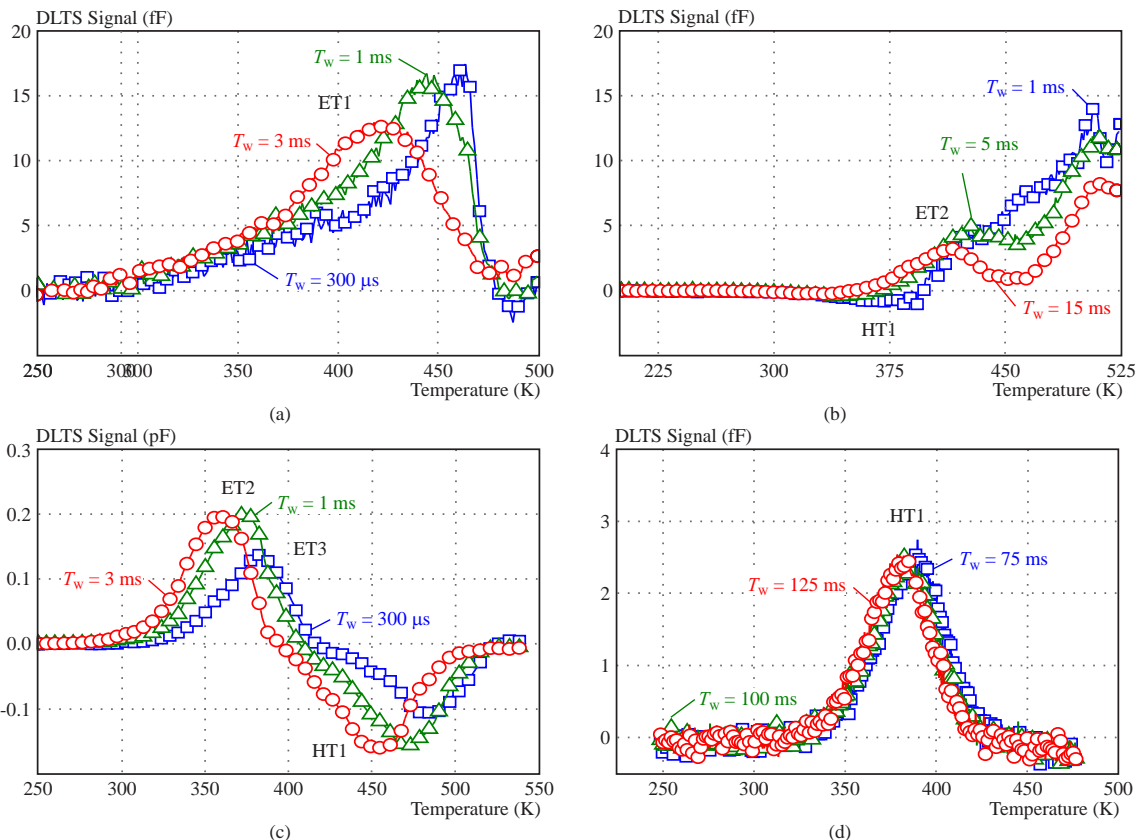 DLTS Signal (fF)
20
15
10
5
0
T_w = 1 ms
ET1
T_w = 3 ms
T_w = 300 µs
250 300 350 400 450 500
Temperature (K)
(a)
DLTS Signal (fF)
20
15
10
5
0
T_w = 1 ms
T_w = 5 ms
ET2
HT1
T_w = 15 ms
225 300 375 450 525
Temperature (K)
(b)
DLTS Signal (pF)
0.3
0.2
0.1
0.0
-0.1
ET2
T_w = 1 ms
ET3
T_w = 3 ms
T_w = 300 µs
HT1
250 300 350 400 450 500 550
Temperature (K)
(c)
DLTS Signal (fF)
4
3
2
1
0
HT1
T_w = 75 ms
T_w = 125 ms
T_w = 100 ms
250 300 350 400 450 500
Temperature (K)
(d)